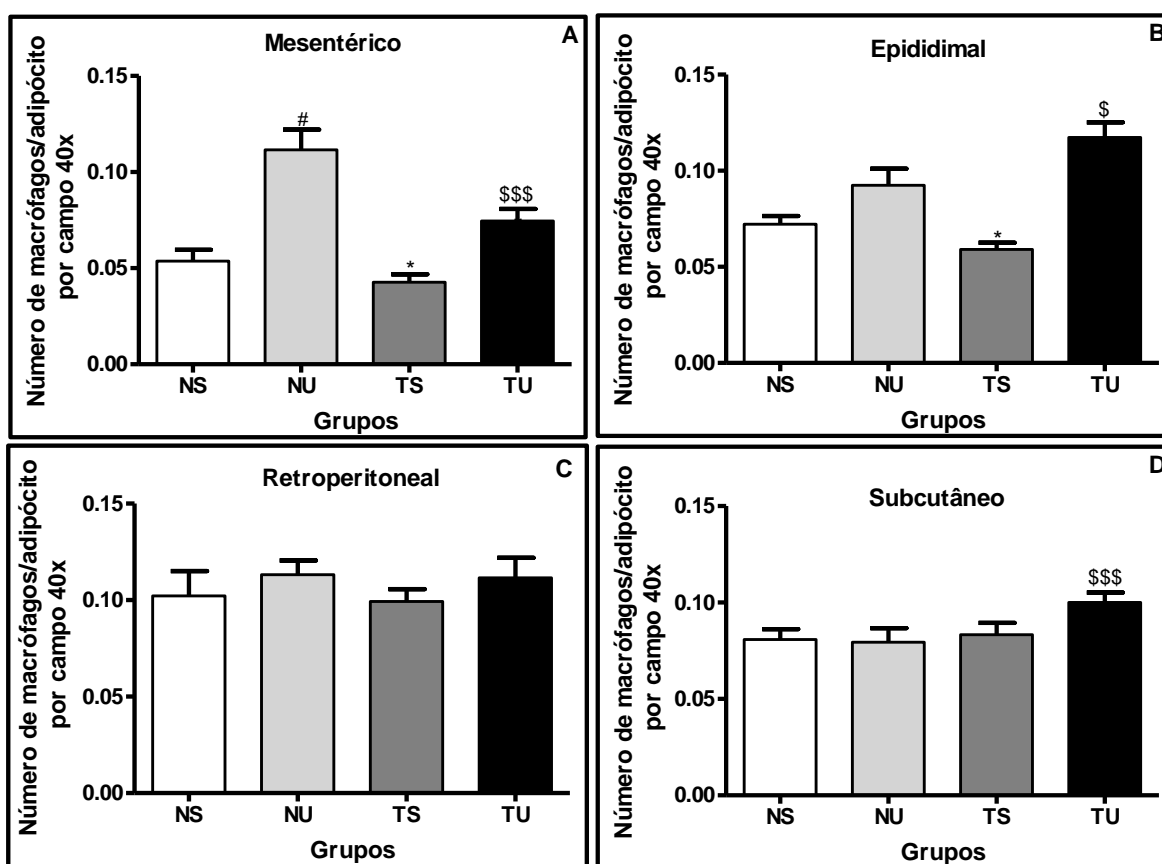 A
Mesentérico
Número de macrófagos/adipócito
por campo 40x
0.15
0.10
0.05
0.00
#
*
$$$
NS NU TS TU
Grupos
B
Epididimal
Número de macrófagos/adipócito
por campo 40x
0.15
0.10
0.05
0.00
*
$
NS NU TS TU
Grupos
C
Retroperitoneal
Número de macrófagos/adipócito
por campo 40x
0.15
0.10
0.05
0.00
NS NU TS TU
Grupos
D
Subcutâneo
Número de macrófagos/adipócito
por campo 40x
0.15
0.10
0.05
0.00
$$$
NS NU TS TU
Grupos